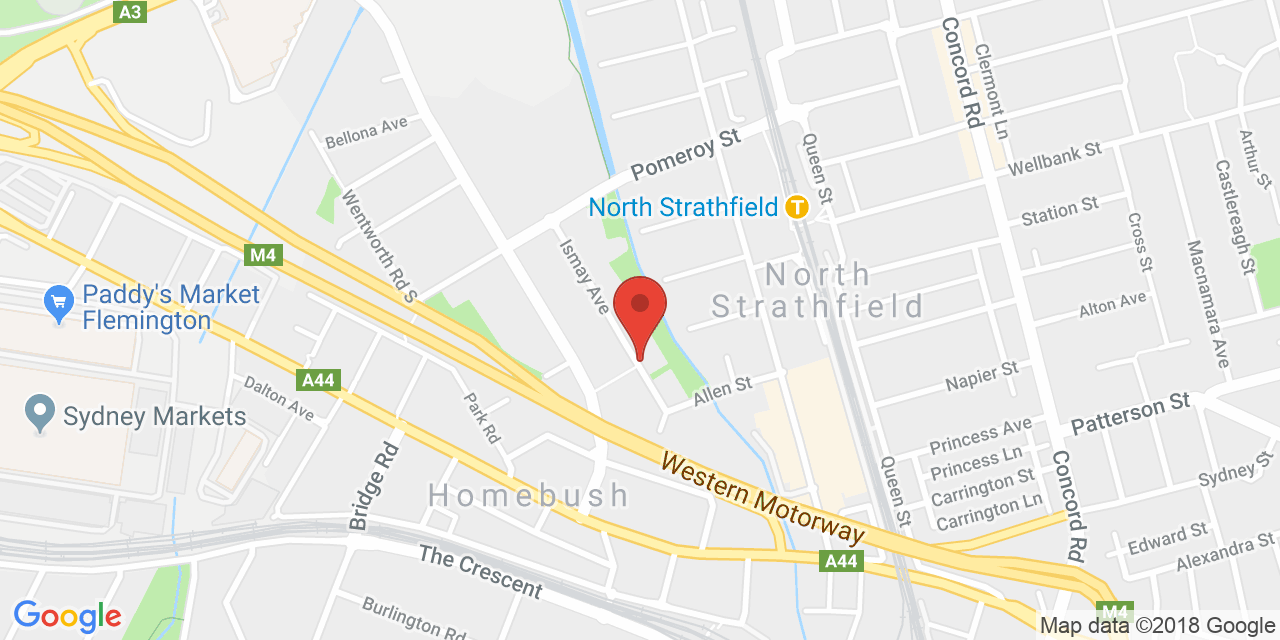 A3
Concord Rd
Clermont Ln
Bellona Ave
Pomeroy St
Queen St
Wellbank St
Arthur St
Castlereagh St
Wentworth Rd S
North Strathfield
T
Station St
Cross St
Ismay Ave
M4
Macnamara Ave
North
Strathfield
Paddy's Market
Flemington
Alton Ave
A44
Dalton Ave
Napier St
Allen St
Sydney Markets
Park Rd
Patterson St
Princess Ave
Princess Ln
Bridge Rd
Western Motorway
Carrington St
Carrington Ln
Sydney St
Homebush
Queen St
Concord Rd
Edward St
Alexandra St
The Crescent
A44
Burlington Rd
M4
Google
Map data ©2018 Google